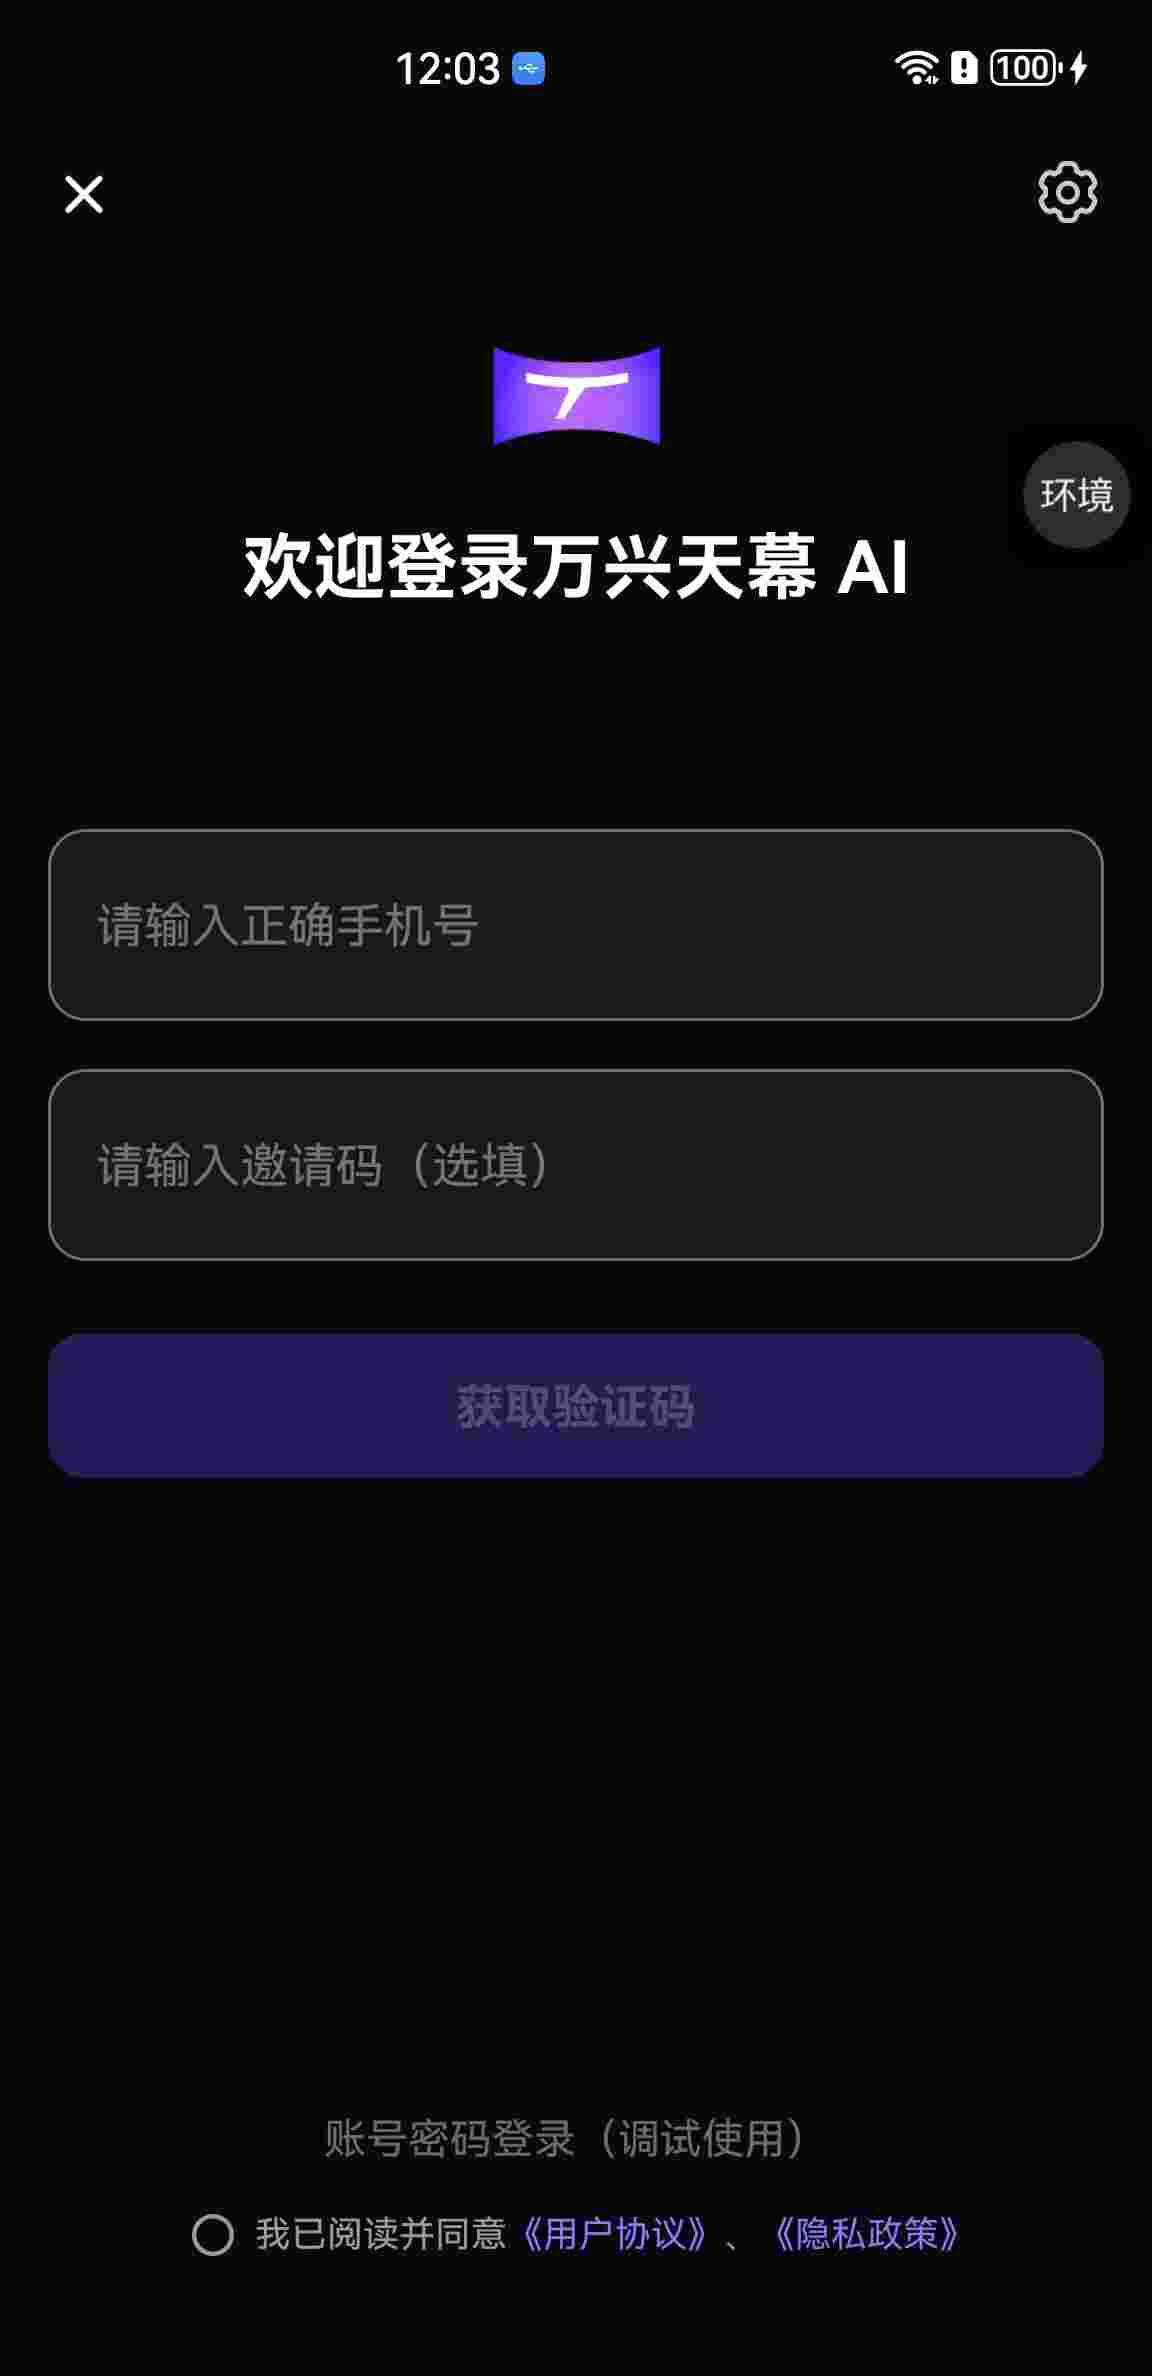 12:03
100
环境
欢迎登录万兴天幕 AI
请输入正确手机号
请输入邀请码（选填）
获取验证码
账号密码登录（调试使用）
我已阅读并同意《用户协议》、《隐私政策》